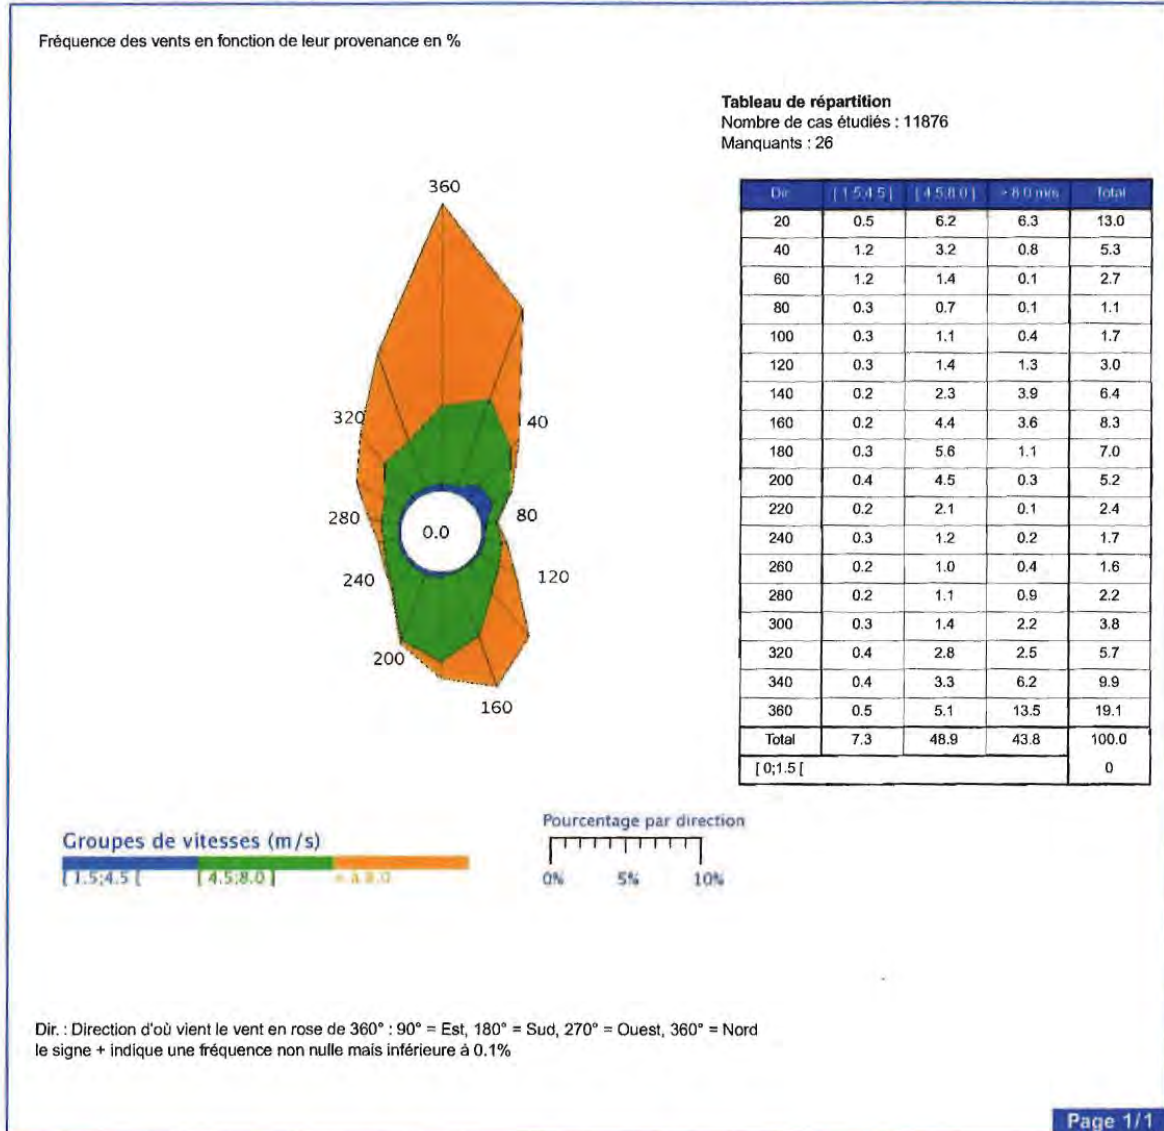 Fréquence des vents en fonction de leur provenance en %
Tableau de répartition
Nombre de cas étudiés : 11876
Manquants : 26
360
320
40
280
0.0
80
240
120
200
160
Dir. [ 1.5;4.5 [ [ 4.5;8.0 ] > 8.0 m/s Total
20 0.5 6.2 6.3 13.0
40 1.2 3.2 0.8 5.3
60 1.2 1.4 0.1 2.7
80 0.3 0.7 0.1 1.1
100 0.3 1.1 0.4 1.7
120 0.3 1.4 1.3 3.0
140 0.2 2.3 3.9 6.4
160 0.2 4.4 3.6 8.3
180 0.3 5.6 1.1 7.0
200 0.4 4.5 0.3 5.2
220 0.2 2.1 0.1 2.4
240 0.3 1.2 0.2 1.7
260 0.2 1.0 0.4 1.6
280 0.2 1.1 0.9 2.2
300 0.3 1.4 2.2 3.8
320 0.4 2.8 2.5 5.7
340 0.4 3.3 6.2 9.9
360 0.5 5.1 13.5 19.1
Total 7.3 48.9 43.8 100.0
[ 0;1.5 [ 0
Groupes de vitesses (m/s)
[ 1.5;4.5 [ [ 4.5;8.0 ] 8.0
Pourcentage par direction
0% 5% 10%
Dir. : Direction d'où vient le vent en rose de 360° : 90° = Est, 180° = Sud, 270° = Ouest, 360° = Nord
le signe + indique une fréquence non nulle mais inférieure à 0.1%
Page 1/1